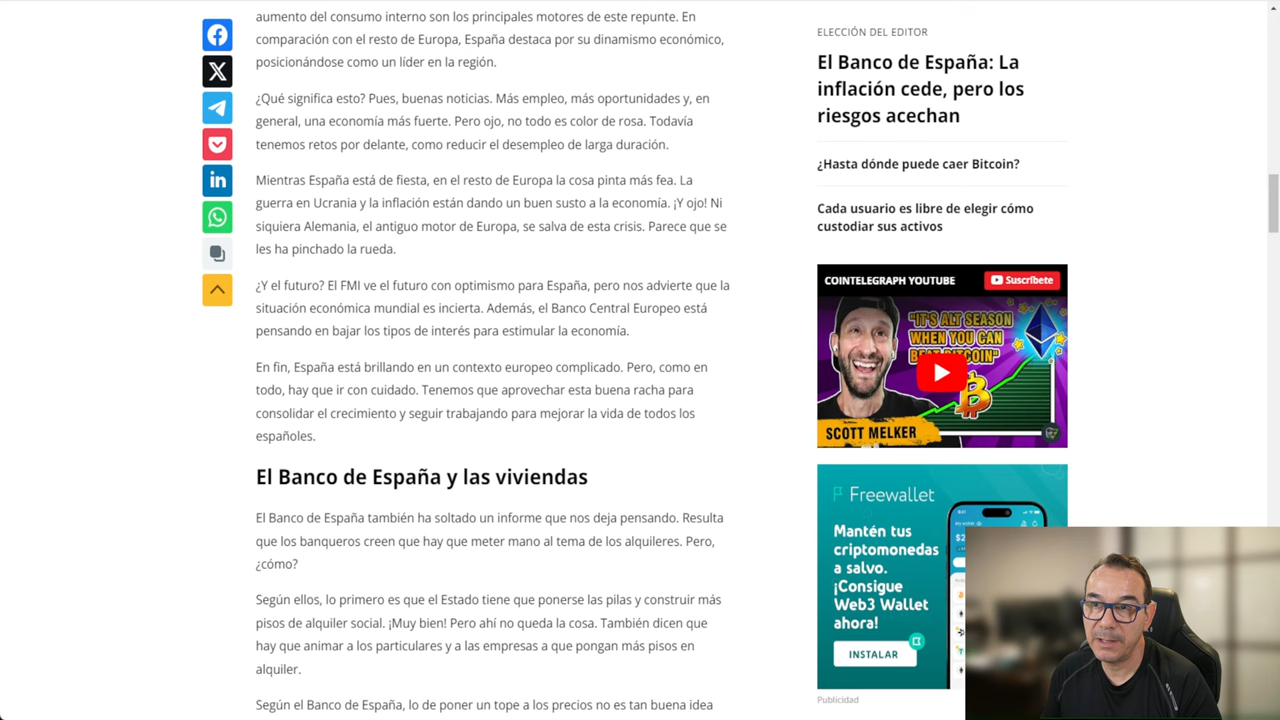 aumento del consumo interno son los principales motores de este repunte. En
comparación con el resto de Europa, España destaca por su dinamismo económico,
posicionándose como un líder en la región.
¿Qué significa esto? Pues, buenas noticias. Más empleo, más oportunidades y, en
general, una economía más fuerte. Pero ojo, no todo es color de rosa. Todavía
tenemos retos por delante, como reducir el desempleo de larga duración.
Mientras España está de fiesta, en el resto de Europa la cosa pinta más fea. La
guerra en Ucrania y la inflación están dando un buen susto a la economía. ¡Y ojo! Ni
siquiera Alemania, el antiguo motor de Europa, se salva de esta crisis. Parece que se
les ha pinchado la rueda.
¿Y el futuro? El FMI ve el futuro con optimismo para España, pero nos advierte que la
situación económica mundial es incierta. Además, el Banco Central Europeo está
pensando en bajar los tipos de interés para estimular la economía.
En fin, España está brillando en un contexto europeo complicado. Pero, como en
todo, hay que ir con cuidado. Tenemos que aprovechar esta buena racha para
consolidar el crecimiento y seguir trabajando para mejorar la vida de todos los
españoles.
El Banco de España y las viviendas
El Banco de España también ha soltado un informe que nos deja pensando. Resulta
que los banqueros creen que hay que meter mano al tema de los alquileres. Pero,
¿cómo?
Según ellos, lo primero es que el Estado tiene que ponerse las pilas y construir más
pisos de alquiler social. ¡Muy bien! Pero ahí no queda la cosa. También dicen que
hay que animar a los particulares y a las empresas a que pongan más pisos en
alquiler.
Según el Banco de España, lo de poner un tope a los precios no es tan buena idea
ELECCIÓN DEL EDITOR
El Banco de España: La
inflación cede, pero los
riesgos acechan
¿Hasta dónde puede caer Bitcoin?
Cada usuario es libre de elegir cómo
custodiar sus activos
COINTELEGRAPH YOUTUBE
Suscríbete
"IT'S ALT SEASON
WHEN YOU CAN
BEAT BITCOIN"
SCOTT MELKER
Freewallet
Mantén tus
criptomonedas
a salvo.
¡Consigue
Web3 Wallet
ahora!
INSTALAR
Publicidad